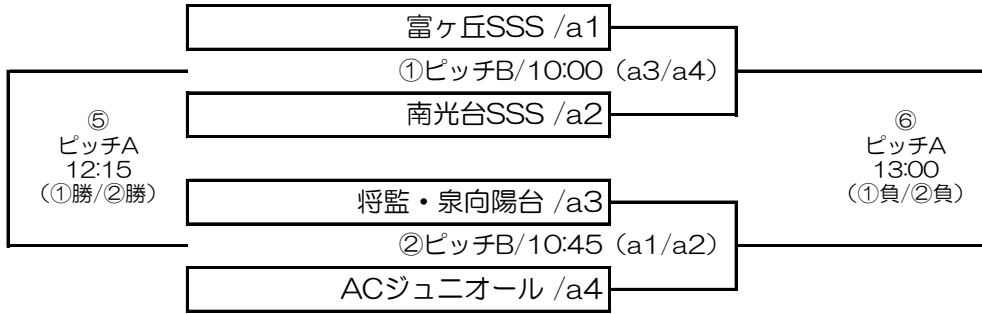 富ヶ丘SSS /a1
①ピッチB/10:00（a3/a4）
南光台SSS /a2
⑤
ピッチA
12:15
（①勝/②勝）
⑥
ピッチA
13:00
（①負/②負）
将監・泉向陽台 /a3
②ピッチB/10:45（a1/a2）
ACジュニオール /a4